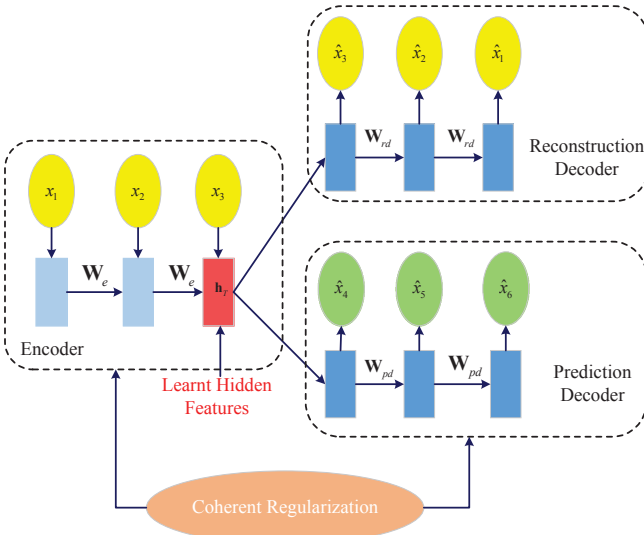 x̂₃ x̂₂ x̂₁
W_rd W_rd
Reconstruction
Decoder
x₁ x₂ x₃
W_e W_e
h_T
Encoder
Learnt Hidden
Features
x̂₄ x̂₅ x̂₆
W_pd W_pd
Prediction
Decoder
Coherent Regularization